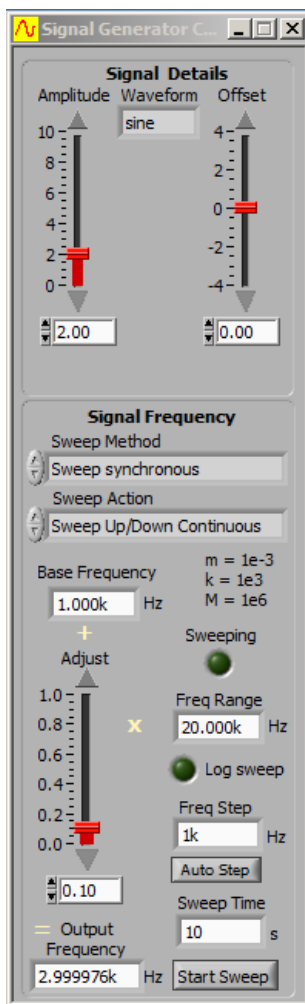 Signal Generator C...
Signal Details
Amplitude Waveform Offset
sine
10
8
6
4
2
0
4
2
0
-2
-4
2.00
0.00
Signal Frequency
Sweep Method
Sweep synchronous
Sweep Action
Sweep Up/Down Continuous
Base Frequency
1.000k Hz
m = 1e-3
k = 1e3
M = 1e6
+
Adjust
1.0
0.8
0.6
0.4
0.2
0.0
0.10
x
Sweeping
Freq Range
20.000k Hz
Log sweep
Freq Step
1k Hz
Auto Step
Sweep Time
10 s
= Output
Frequency
2.999976k Hz
Start Sweep